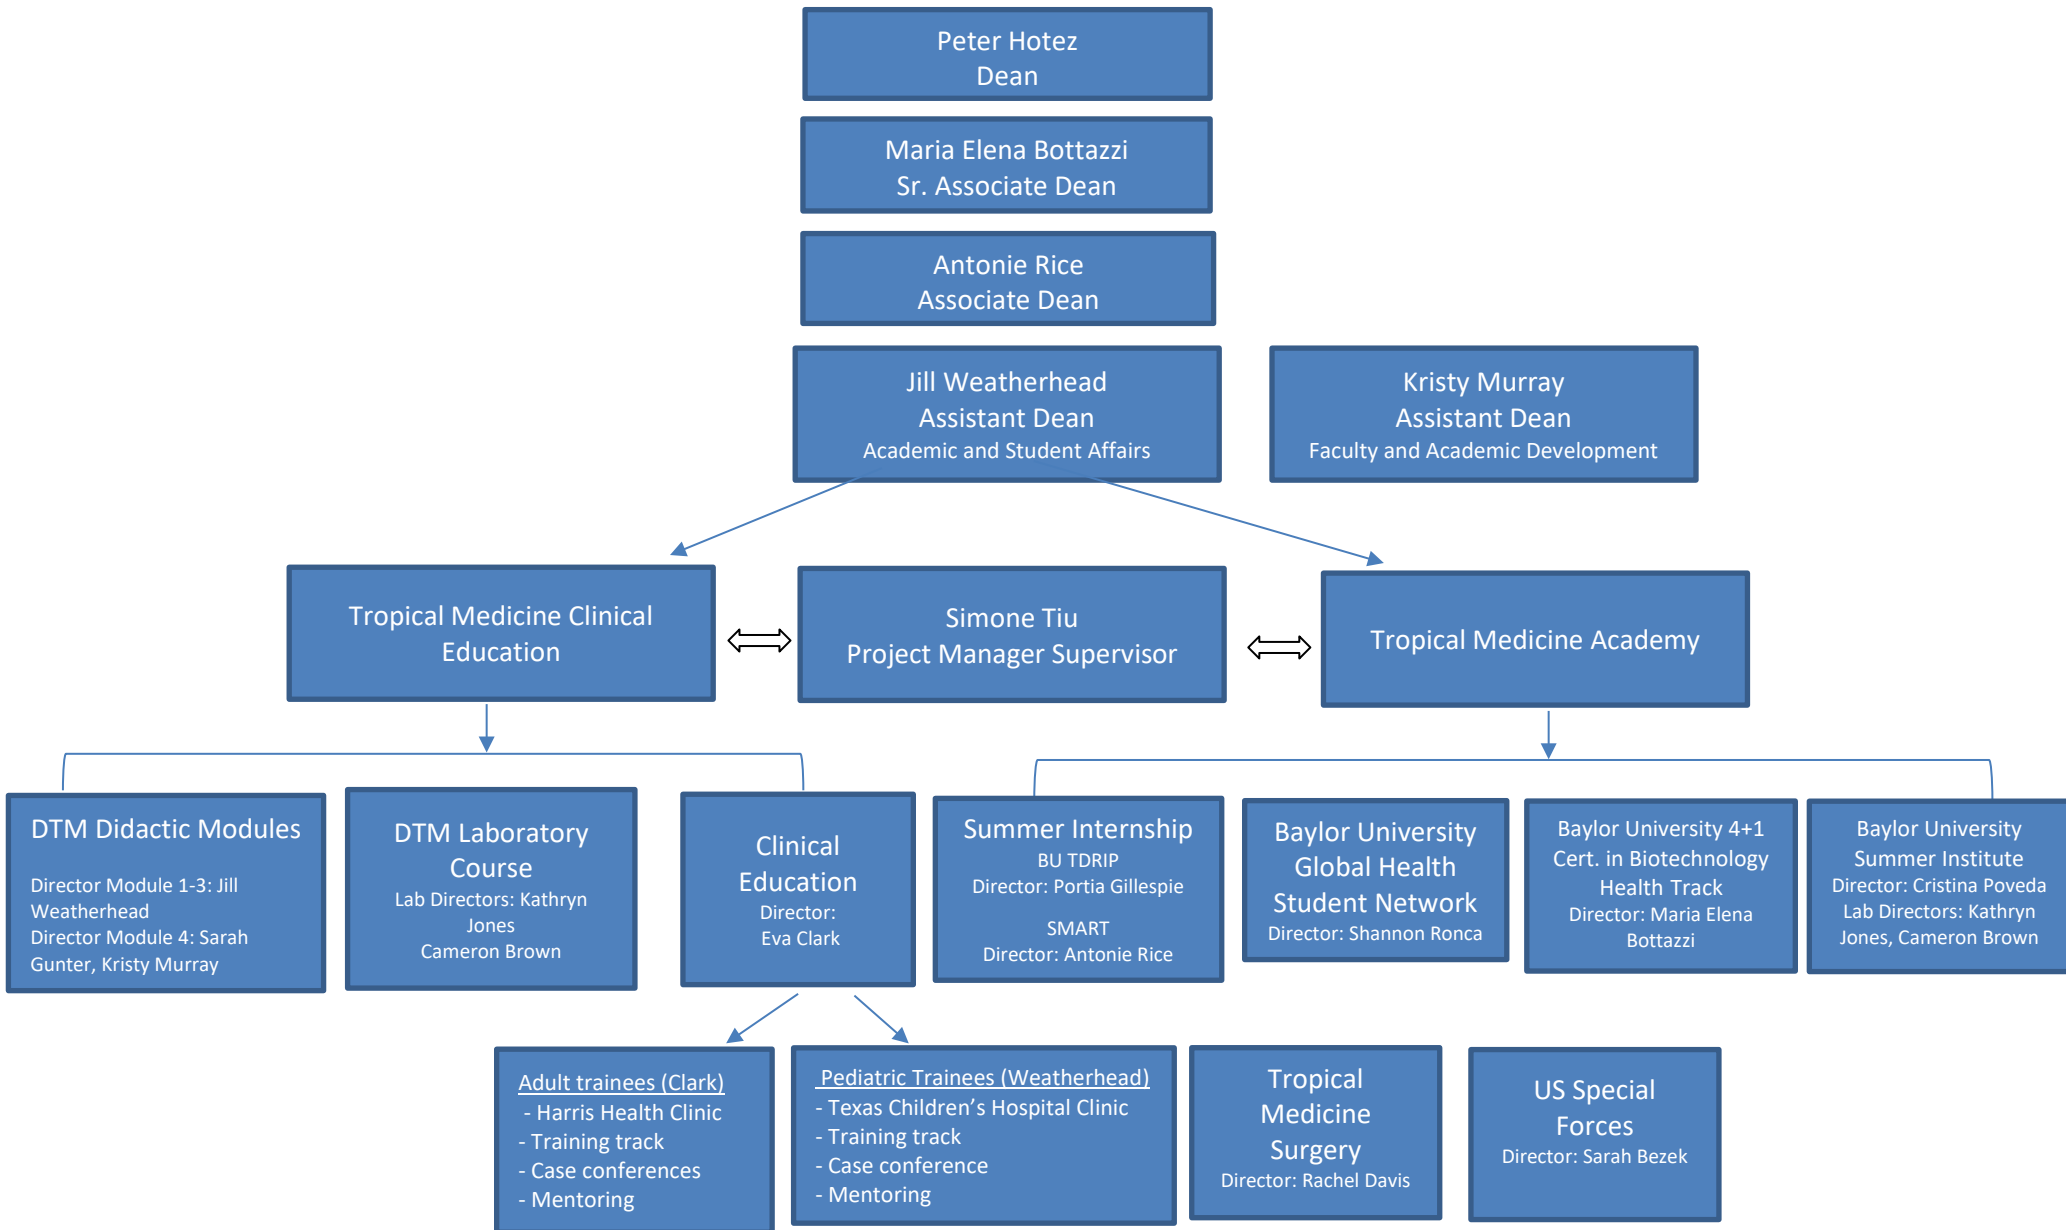 Peter Hotez
Dean
Maria Elena Bottazzi
Sr. Associate Dean
Antonie Rice
Associate Dean
Jill Weatherhead
Assistant Dean
Academic and Student Affairs
Kristy Murray
Assistant Dean
Faculty and Academic Development
Tropical Medicine Clinical
Education
Simone Tiu
Project Manager Supervisor
Tropical Medicine Academy
DTM Didactic Modules
Director Module 1-3: Jill
Weatherhead
Director Module 4: Sarah
Gunter, Kristy Murray
DTM Laboratory
Course
Lab Directors: Kathryn
Jones
Cameron Brown
Clinical
Education
Director:
Eva Clark
Summer Internship
BU TDRIP
Director: Portia Gillespie
SMART
Director: Antonie Rice
Baylor University
Global Health
Student Network
Director: Shannon Ronca
Baylor University 4+1
Cert. in Biotechnology
Health Track
Director: Maria Elena
Bottazzi
Baylor University
Summer Institute
Director: Cristina Poveda
Lab Directors: Kathryn
Jones, Cameron Brown
Adult trainees (Clark)
- Harris Health Clinic
- Training track
- Case conferences
- Mentoring
Pediatric Trainees (Weatherhead)
- Texas Children’s Hospital Clinic
- Training track
- Case conference
- Mentoring
Tropical
Medicine
Surgery
Director: Rachel Davis
US Special
Forces
Director: Sarah Bezek